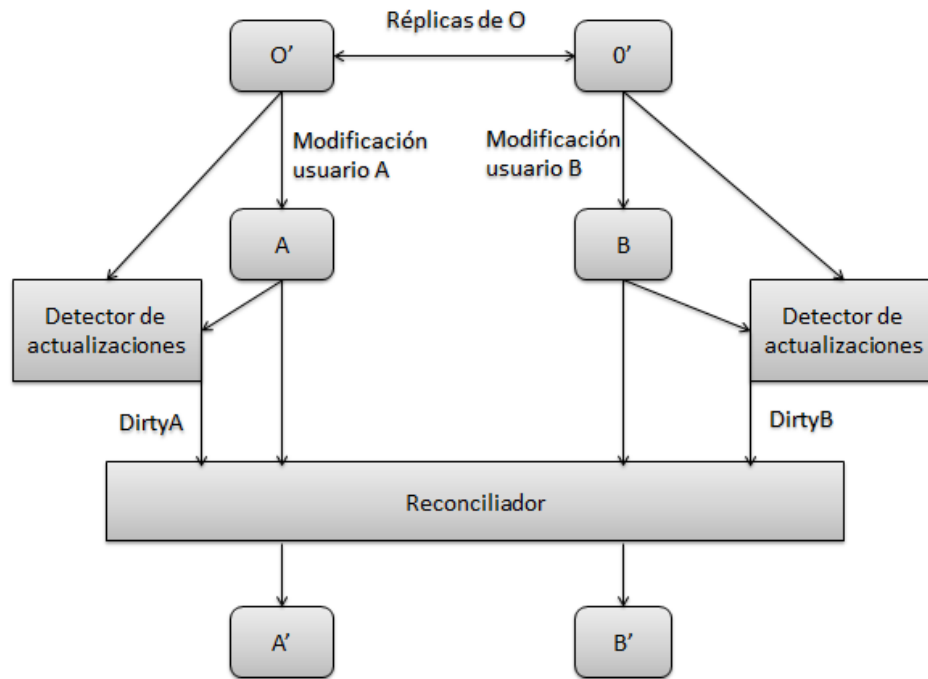 Réplicas de O
O’
0’
Modificación
usuario A
Modificación
usuario B
A
B
Detector de
actualizaciones
Detector de
actualizaciones
DirtyA
DirtyB
Reconciliador
A’
B’